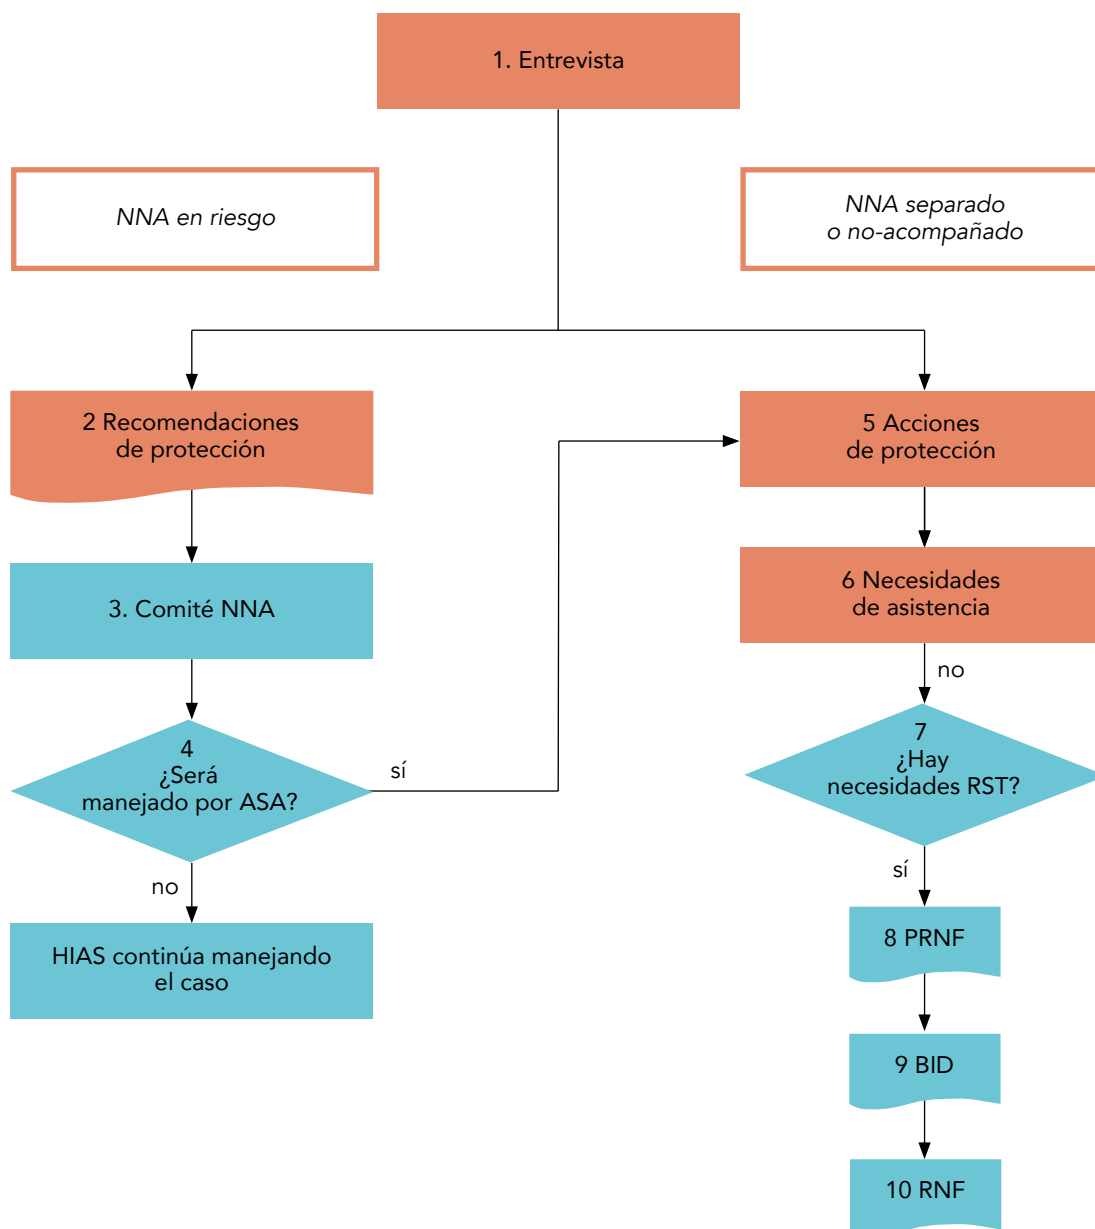 1. Entrevista
NNA en riesgo
NNA separado
o no-acompañado
2 Recomendaciones
de protección
5 Acciones
de protección
3. Comité NNA
6 Necesidades
de asistencia
no
4
¿Será
manejado por ASA?
sí
7
¿Hay
necesidades RST?
no
sí
HIAS continúa manejando
el caso
8 PRNF
9 BID
10 RNF